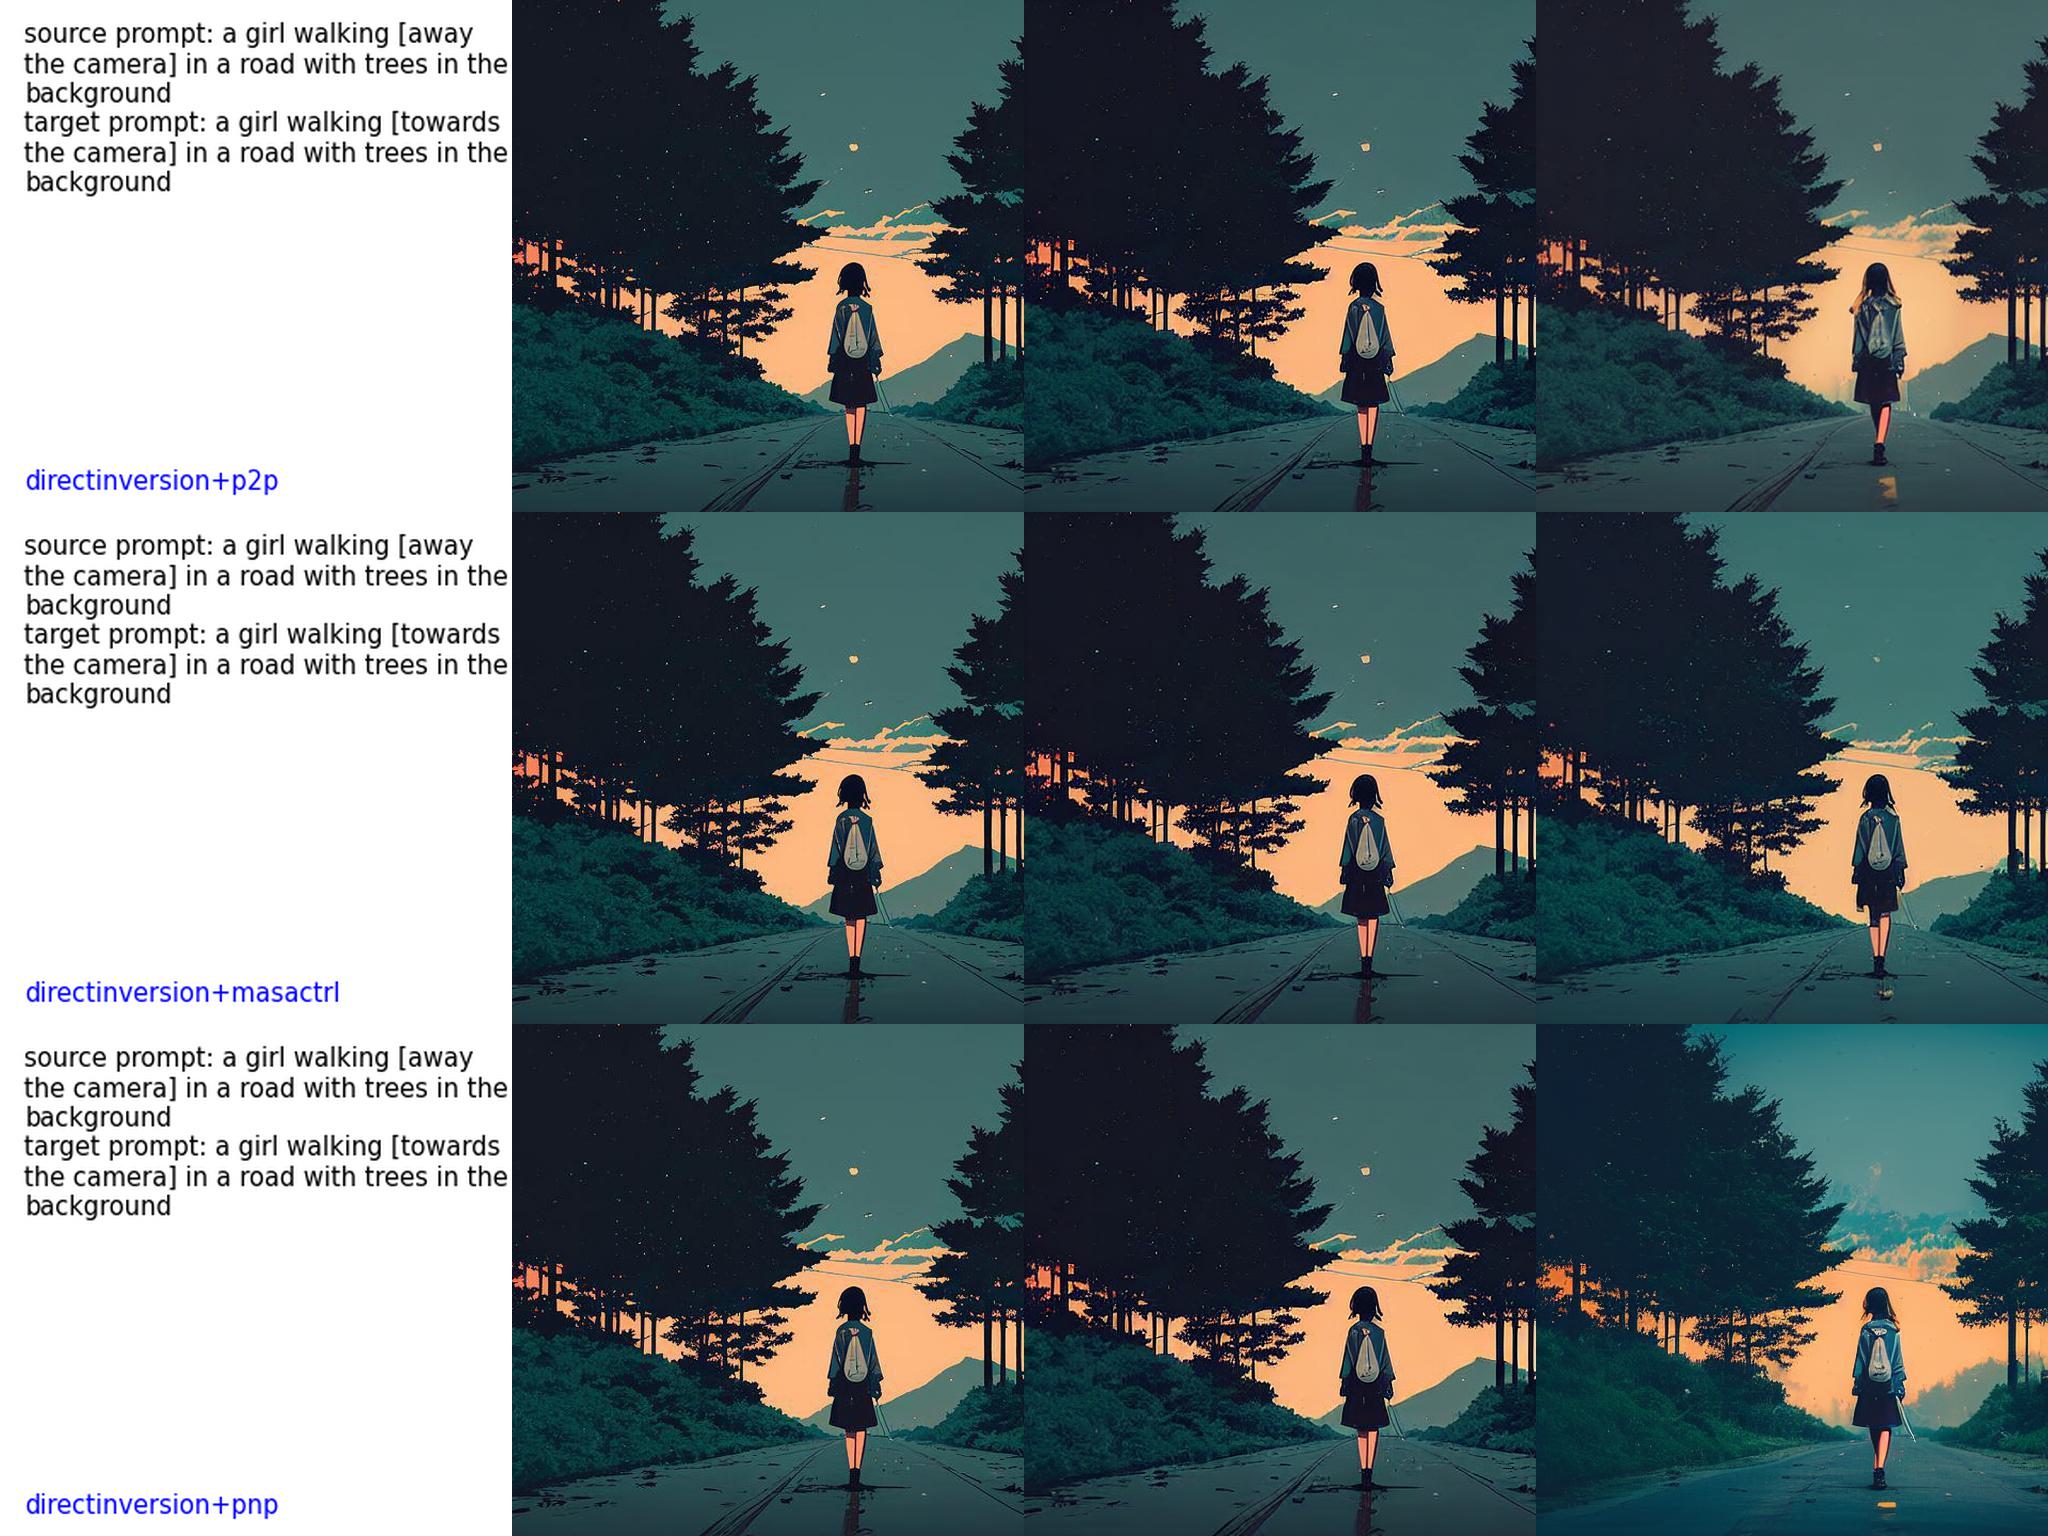 source prompt: a girl walking [away
the camera] in a road with trees in the
background
target prompt: a girl walking [towards
the camera] in a road with trees in the
background
directinversion+p2p
source prompt: a girl walking [away
the camera] in a road with trees in the
background
target prompt: a girl walking [towards
the camera] in a road with trees in the
background
directinversion+masactrl
source prompt: a girl walking [away
the camera] in a road with trees in the
background
target prompt: a girl walking [towards
the camera] in a road with trees in the
background
directinversion+pnp